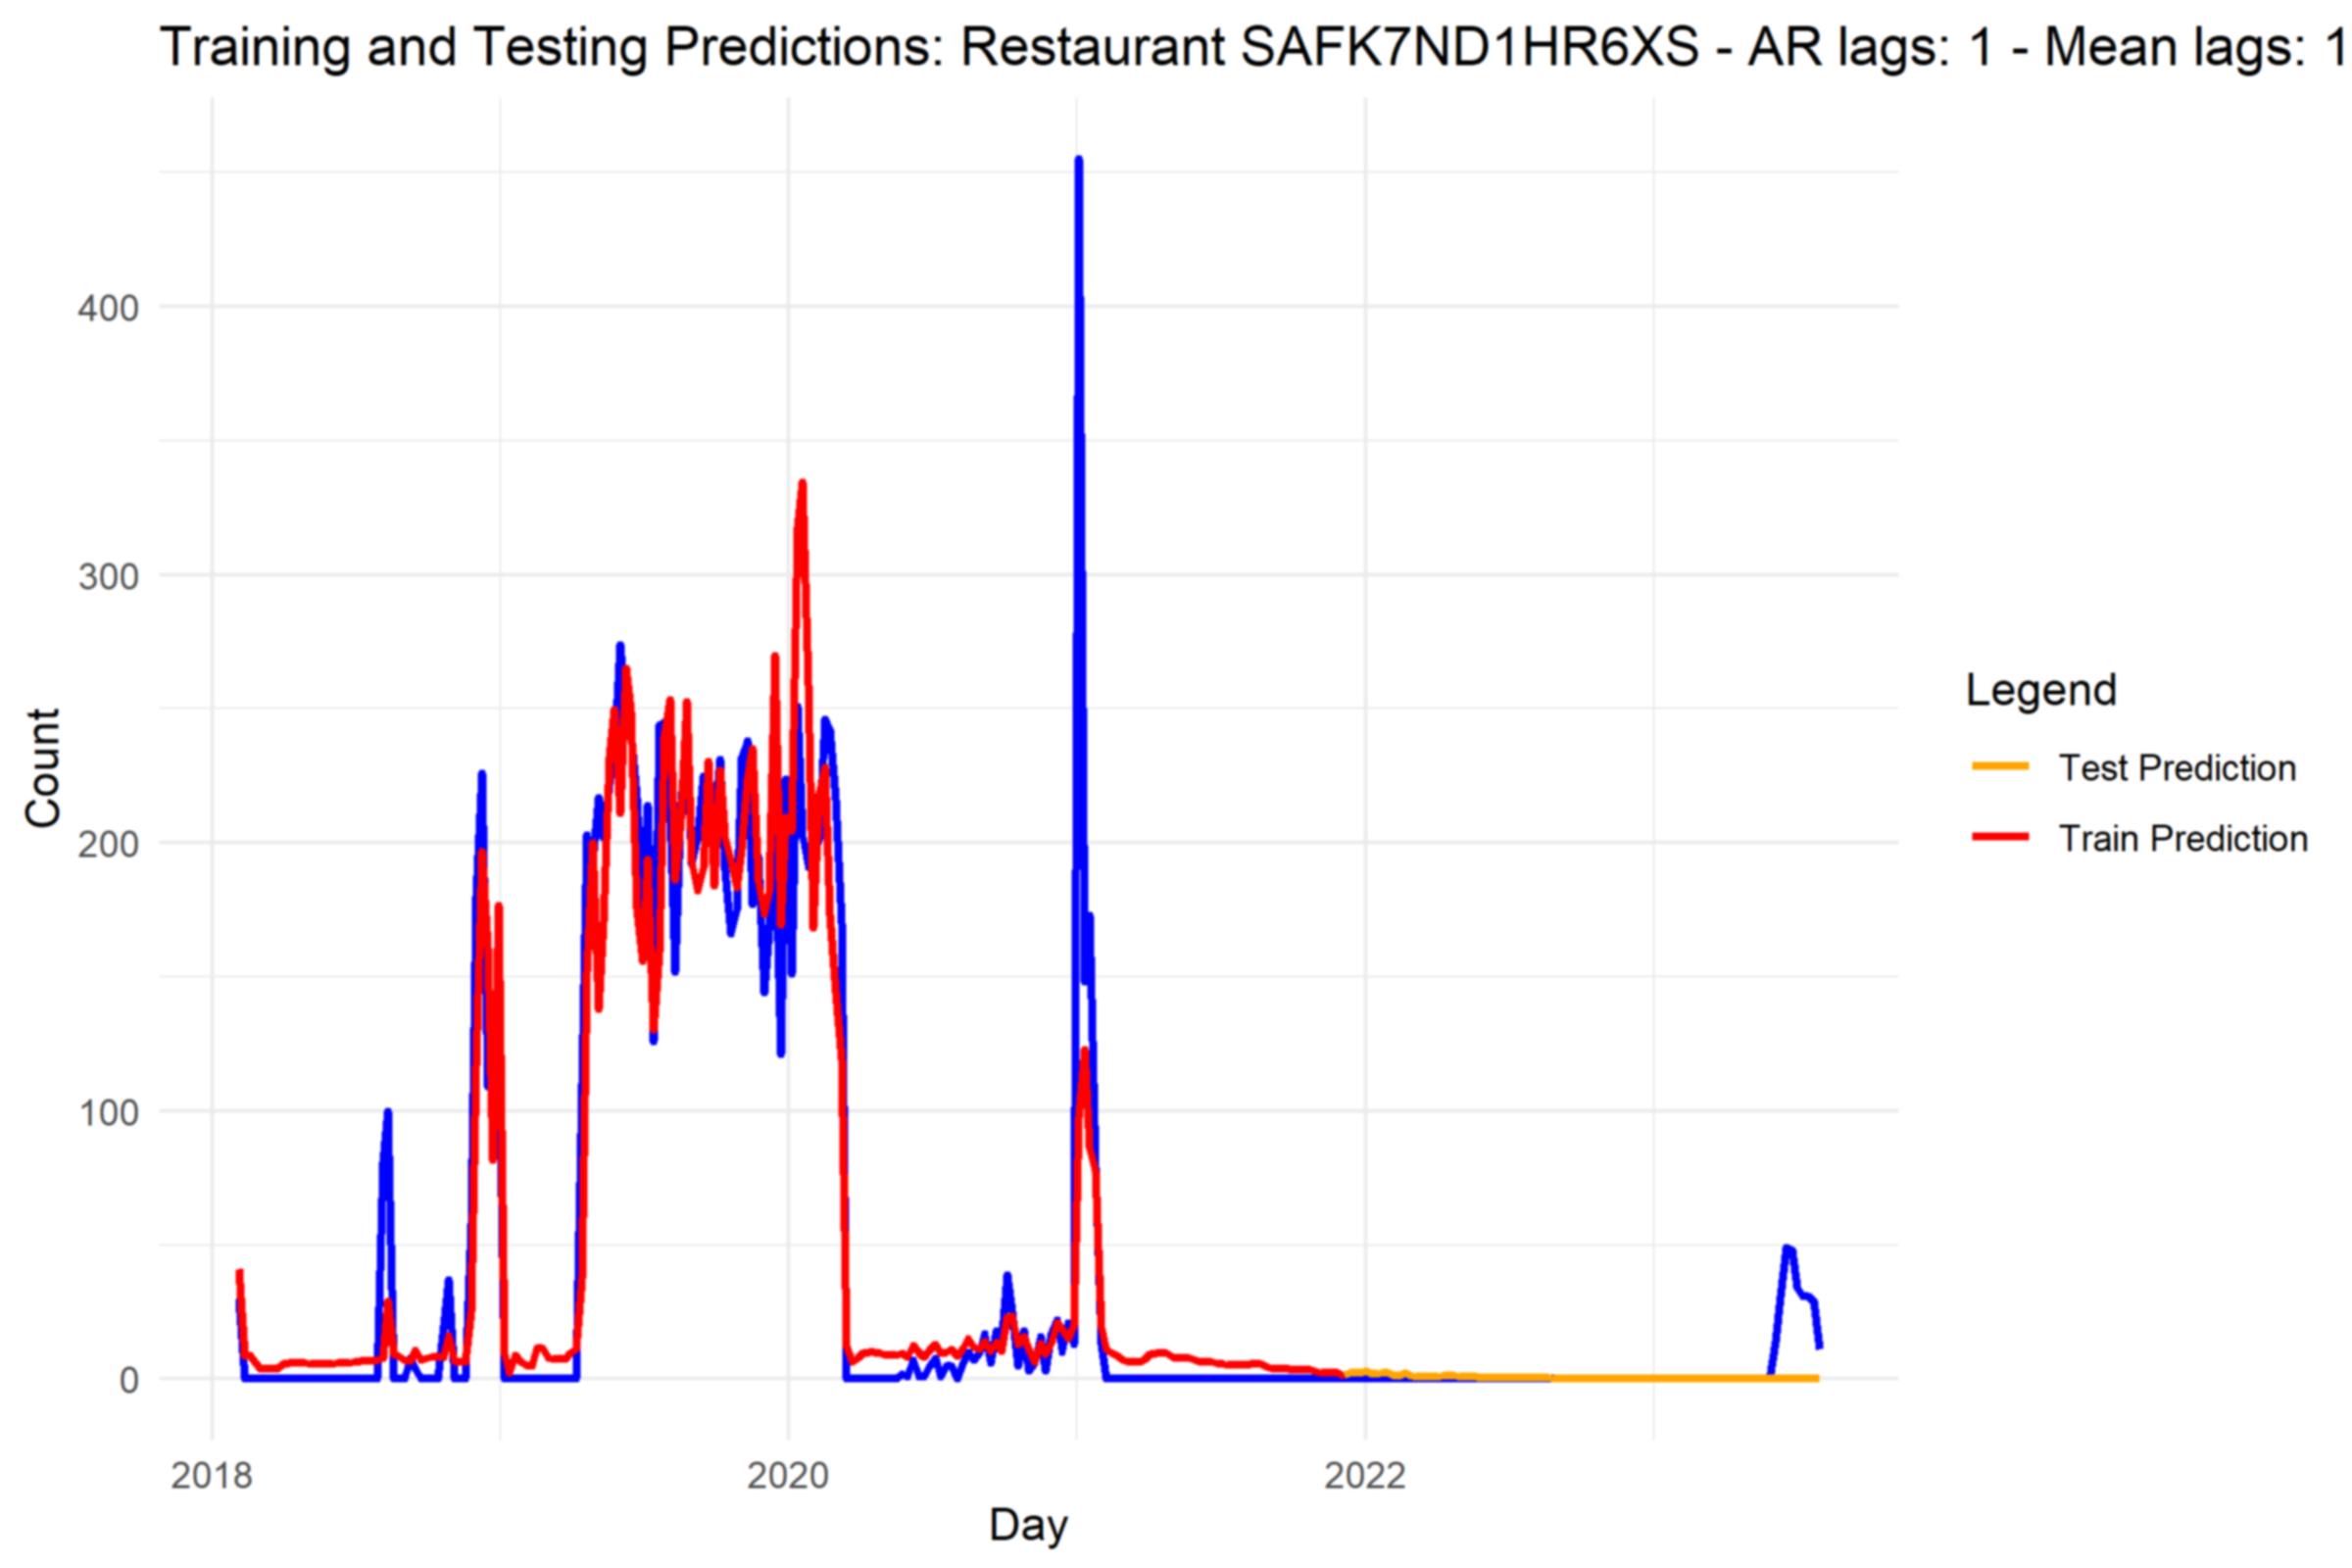 Training and Testing Predictions: Restaurant SAFK7ND1HR6XS - AR lags: 1 - Mean lags: 1
Count
400
300
200
100
0
2018
2020
2022
Day
Legend
Test Prediction
Train Prediction